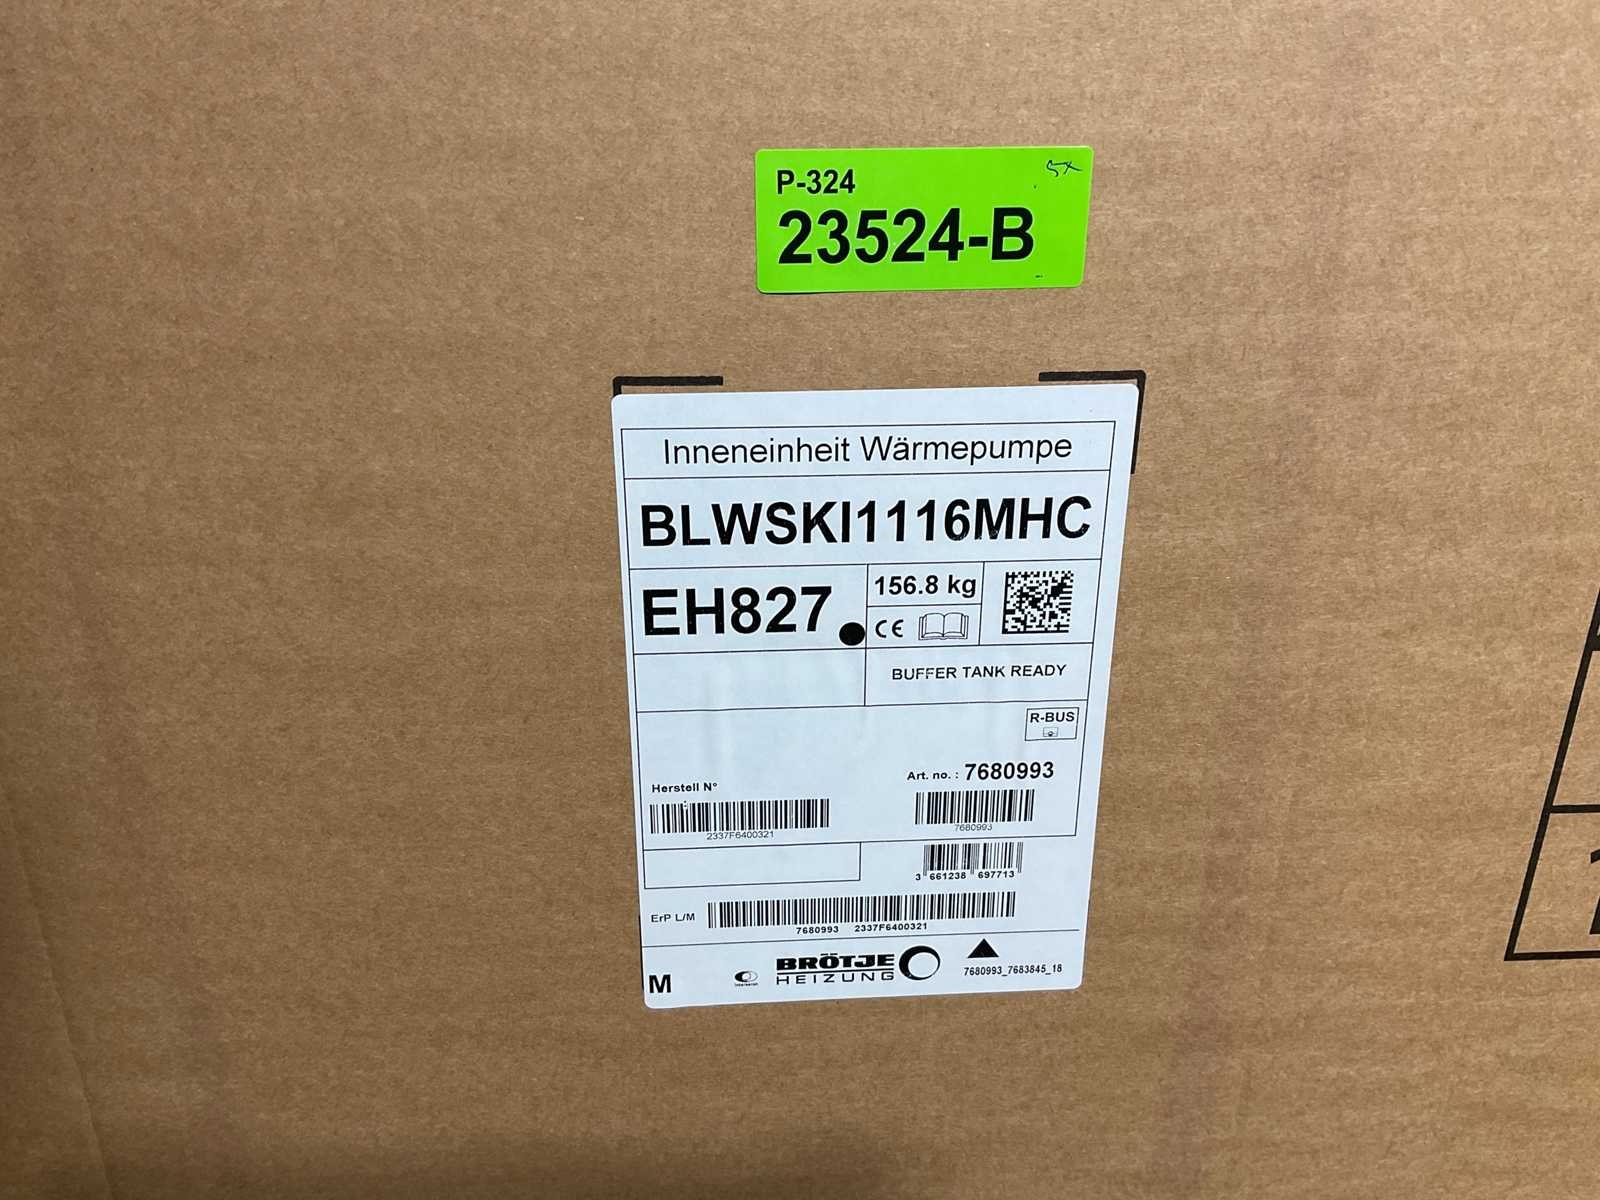 P-324
5x
23524-B
Inneneinheit Wärmepumpe
BLWSKI1116MHC
EH827
156.8 kg
CE
BUFFER TANK READY
R-BUS
Herstell N°
2337F6400321
Art. no. : 7680993
7680993
3 661238 697713
ErP L/M
7680993 2337F6400321
M
BRÖTJE
HEIZUNG
7680993_7683845_18